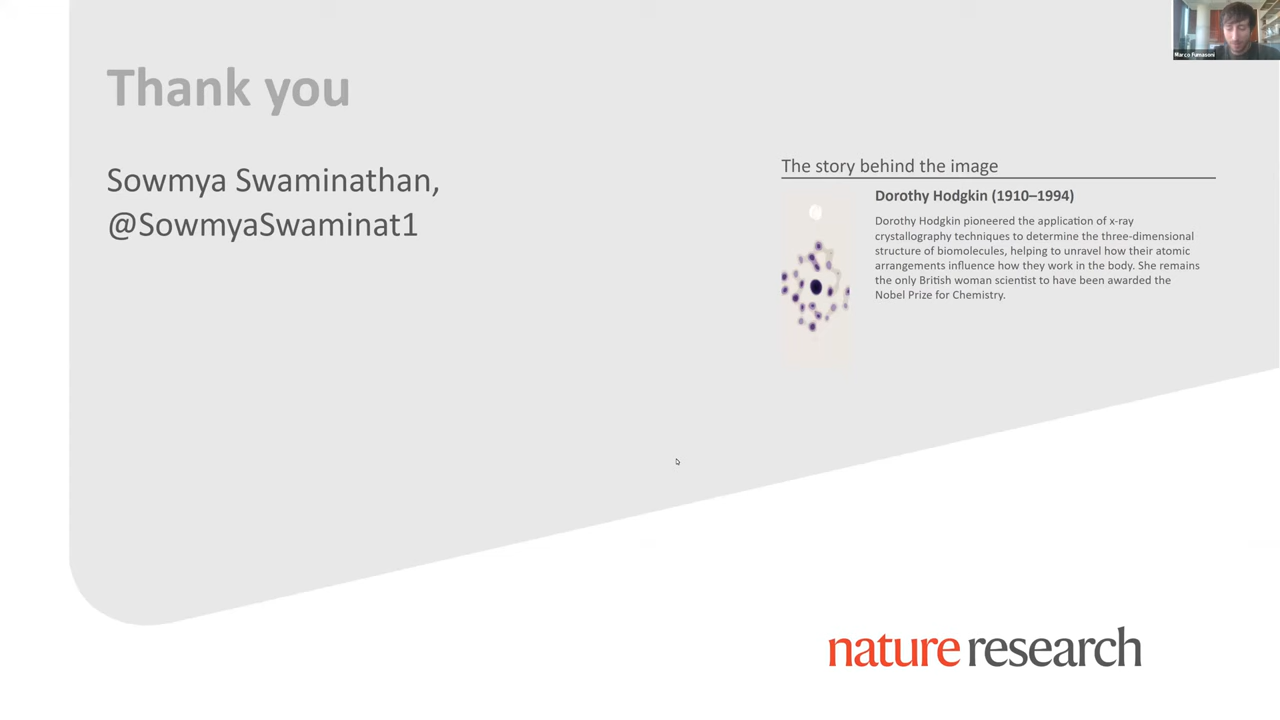 Thank you
Sowmya Swaminathan,
@SowmyaSwaminat1
The story behind the image
Dorothy Hodgkin (1910–1994)
Dorothy Hodgkin pioneered the application of x-ray
crystallography techniques to determine the three-dimensional
structure of biomolecules, helping to unravel how their atomic
arrangements influence how they work in the body. She remains
the only British woman scientist to have been awarded the
Nobel Prize for Chemistry.
Marco Fumasoni
nature research